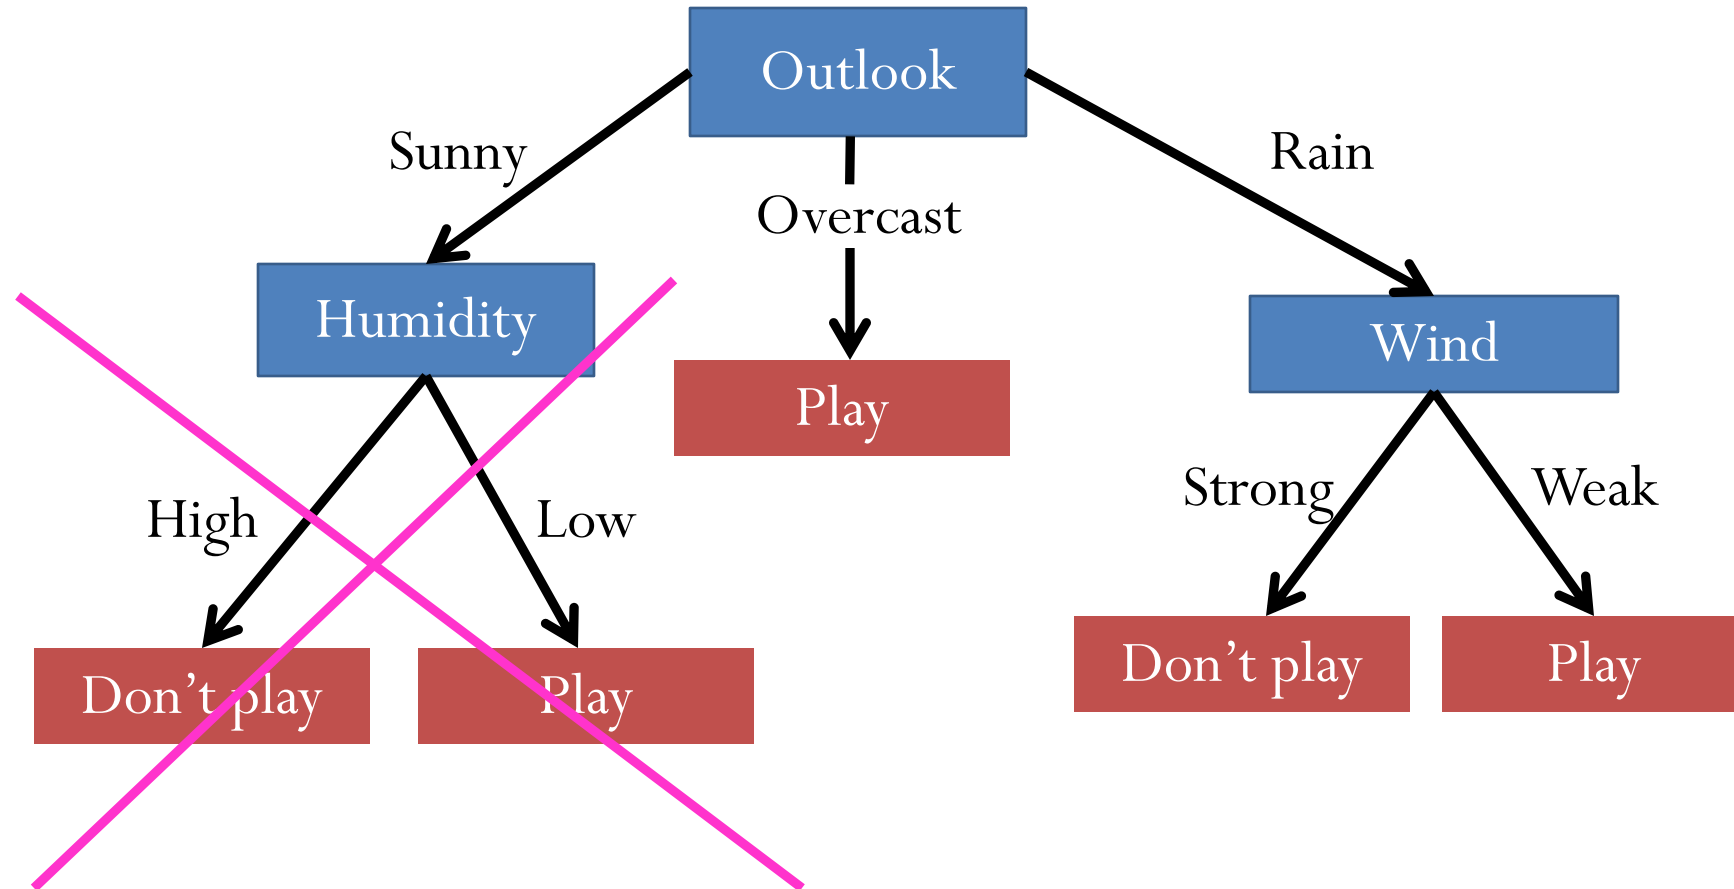 Outlook
Sunny
Overcast
Rain
Humidity
Wind
Play
High
Low
Strong
Weak
Don’t play
Play
Don’t play
Play